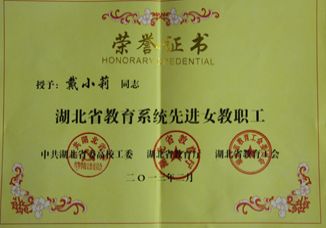 荣誉证书
HONORARY CREDENTIAL
授予：戴小莉 同志
湖北省教育系统先进女教职工
中共湖北省委高校工委 湖北省教育厅 湖北省教育工会
二〇一三年三月